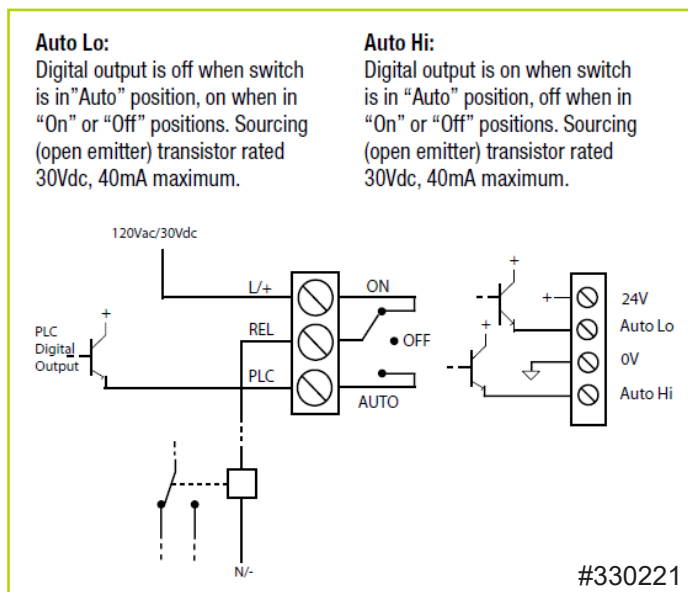 Auto Lo:
Digital output is off when switch
is in"Auto" position, on when in
“On” or “Off” positions. Sourcing
(open emitter) transistor rated
30Vdc, 40mA maximum.
Auto Hi:
Digital output is on when switch
is in “Auto” position, off when in
“On” or “Off” positions. Sourcing
(open emitter) transistor rated
30Vdc, 40mA maximum.
120Vac/30Vdc
L/+
ON
REL
OFF
PLC
AUTO
+
PLC
Digital
Output
N/-
+
+
+
24V
Auto Lo
0V
Auto Hi
#330221